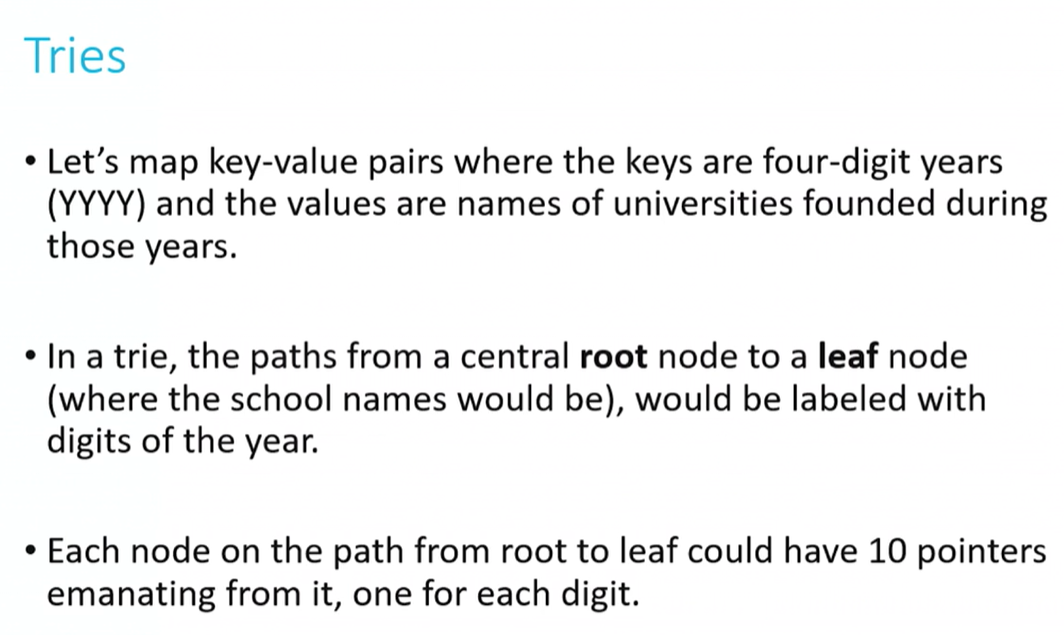 Tries
• Let’s map key-value pairs where the keys are four-digit years
(YYYY) and the values are names of universities founded during
those years.
• In a trie, the paths from a central root node to a leaf node
(where the school names would be), would be labeled with
digits of the year.
• Each node on the path from root to leaf could have 10 pointers
emanating from it, one for each digit.